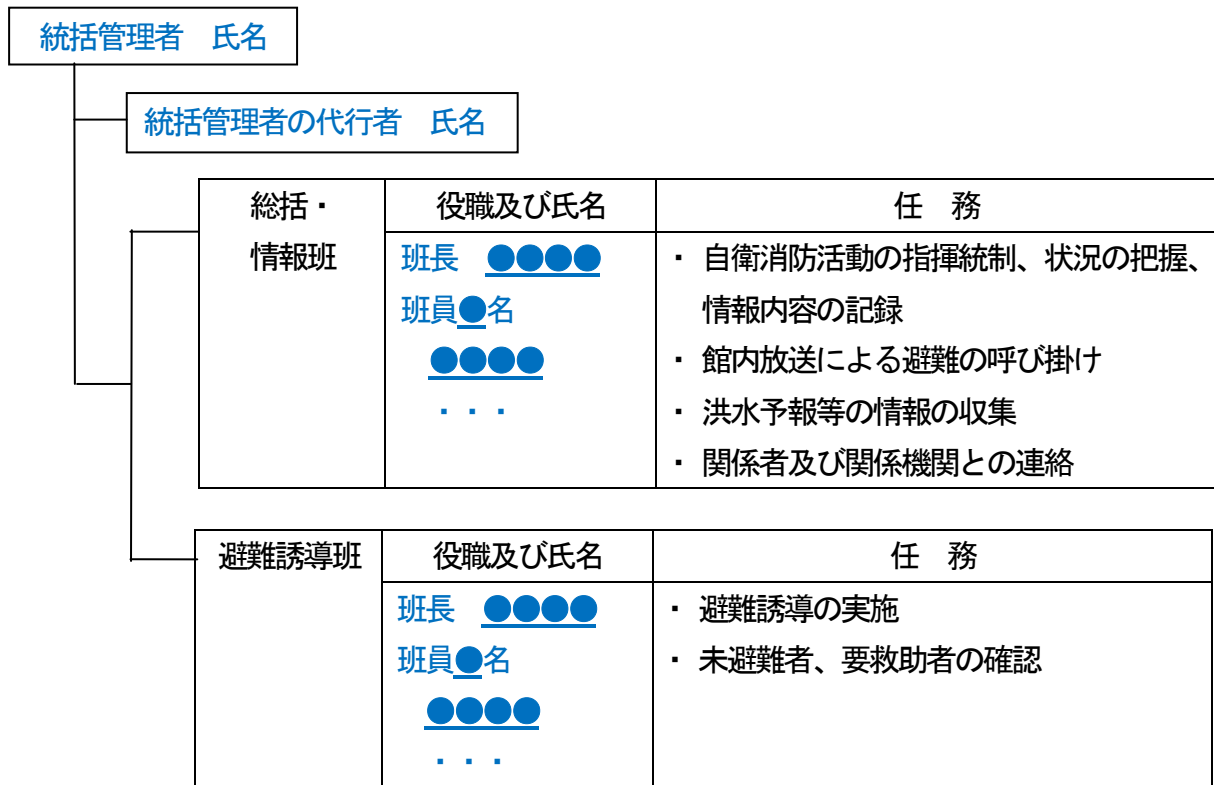 統括管理者　氏名
統括管理者の代行者　氏名
総括・
情報班
役職及び氏名
任　務
班長　●●●●
班員●名
●●●●
・・・
・ 自衛消防活動の指揮統制、状況の把握、
情報内容の記録
・ 館内放送による避難の呼び掛け
・ 洪水予報等の情報の収集
・ 関係者及び関係機関との連絡
避難誘導班
役職及び氏名
任　務
班長　●●●●
班員●名
●●●●
・・・
・ 避難誘導の実施
・ 未避難者、要救助者の確認